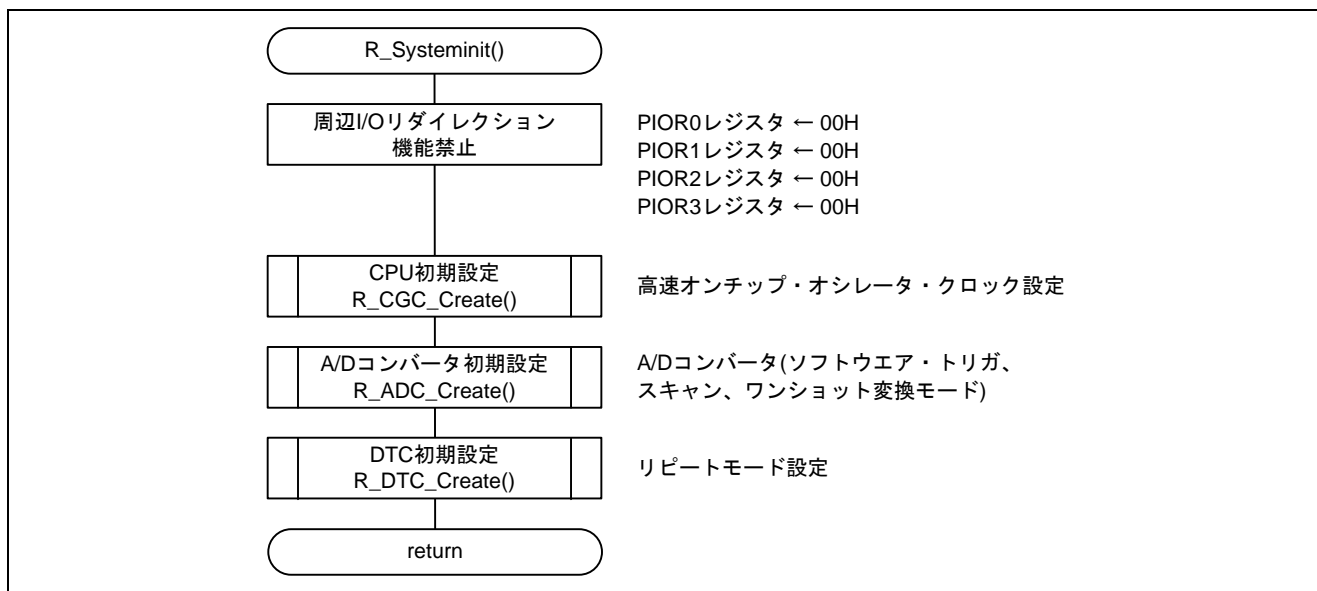 R_Systeminit()
周辺I/Oリダイレクション
機能禁止
PIOR0レジスタ ← 00H
PIOR1レジスタ ← 00H
PIOR2レジスタ ← 00H
PIOR3レジスタ ← 00H
CPU初期設定
R_CGC_Create()
高速オンチップ・オシレータ・クロック設定
A/Dコンバータ初期設定
R_ADC_Create()
A/Dコンバータ(ソフトウエア・トリガ、
スキャン、ワンショット変換モード)
DTC初期設定
R_DTC_Create()
リピートモード設定
return